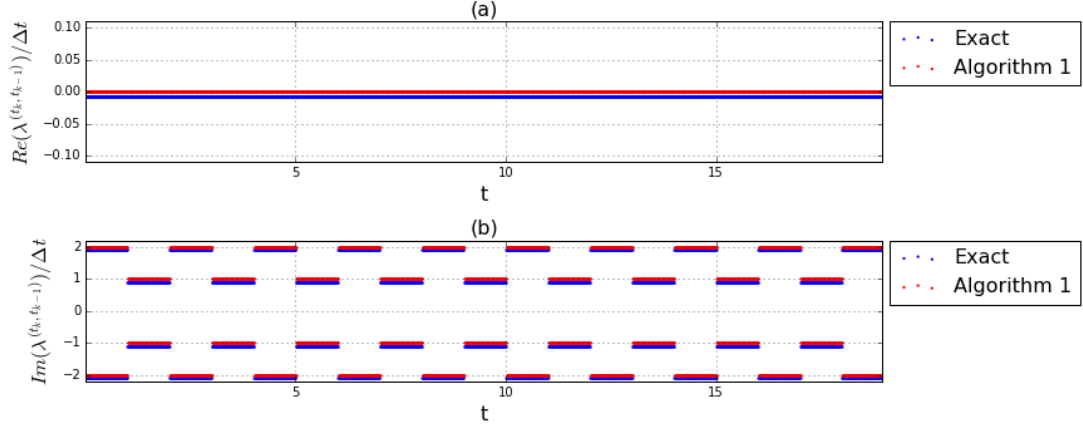 (a)
Re(λ^{(t_k, t_{k−1})})/Δt
0.10
0.05
0.00
−0.05
−0.10
5
10
15
t
Exact
Algorithm 1
(b)
Im(λ^{(t_k, t_{k−1})})/Δt
2
1
0
−1
−2
5
10
15
t
Exact
Algorithm 1